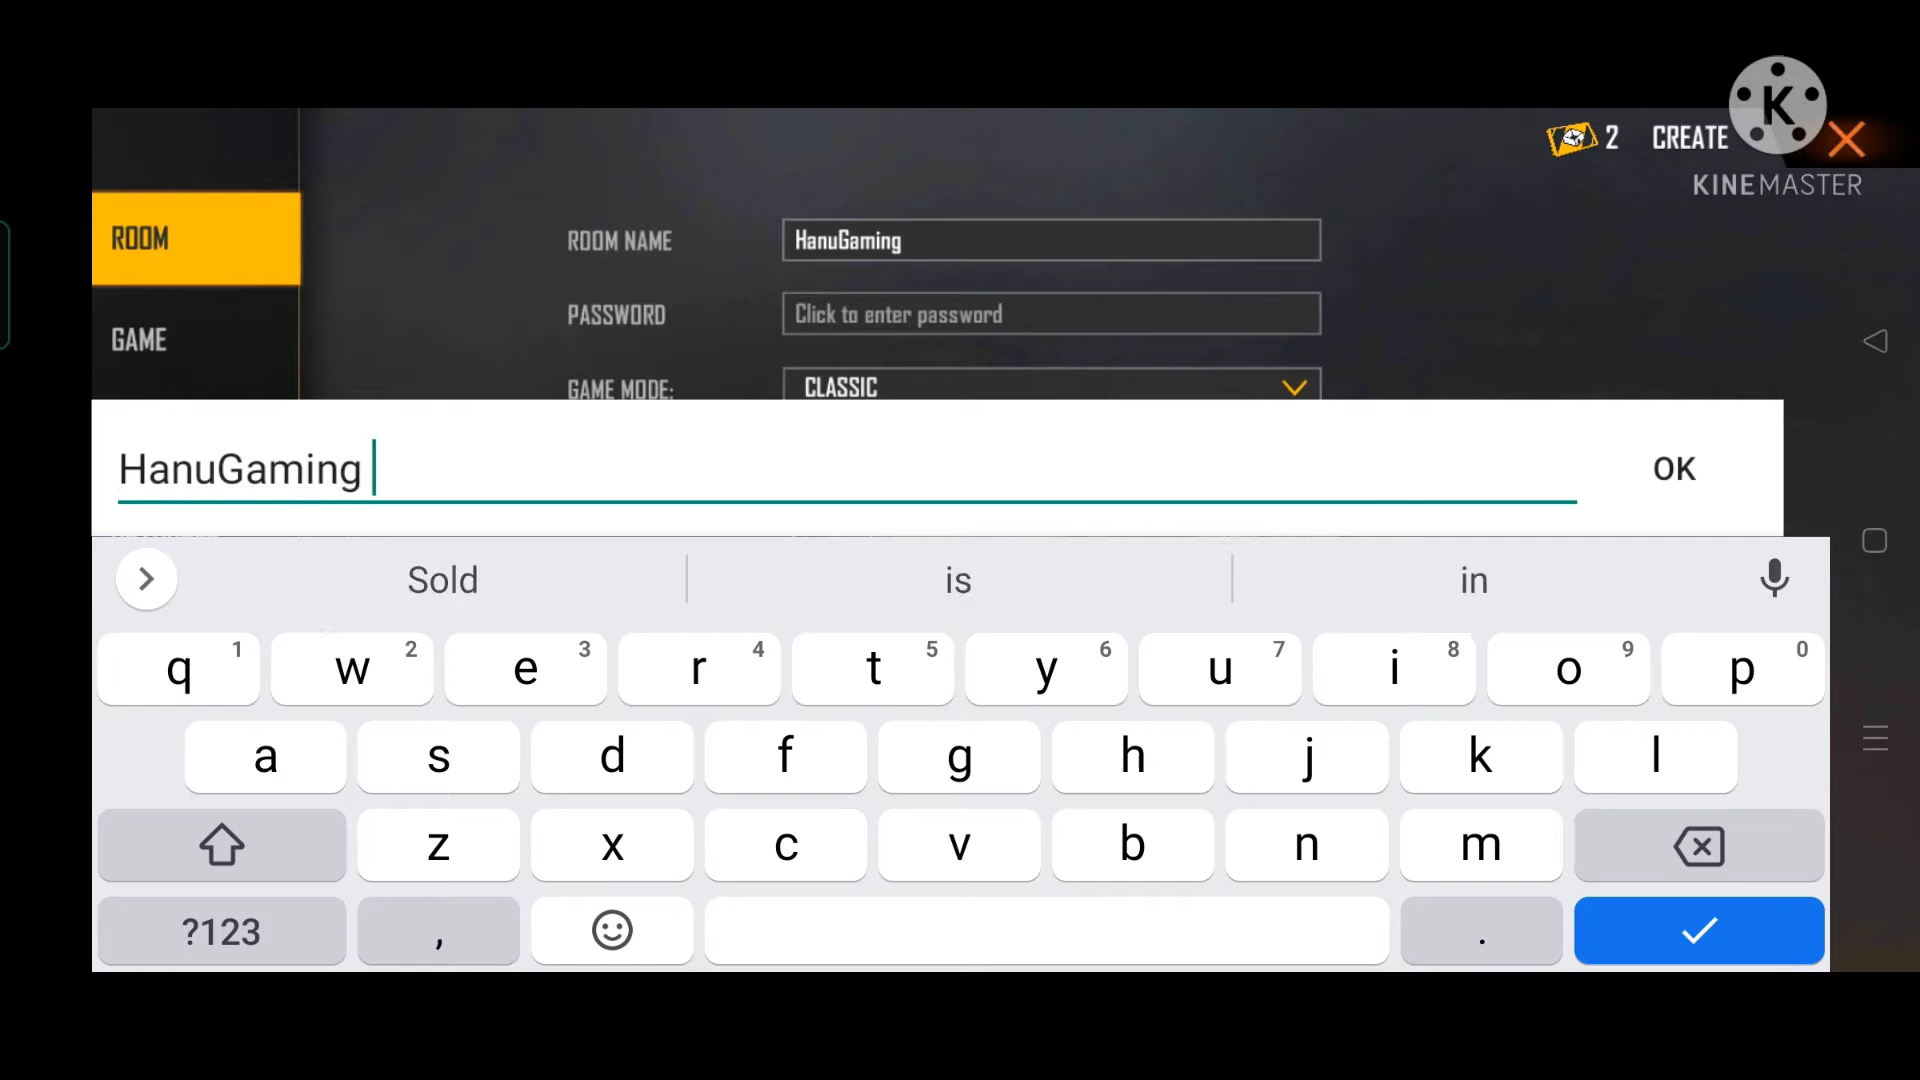 2 CREATE
K
KINEMASTER
ROOM
ROOM NAME HanuGaming
PASSWORD Click to enter password
GAME
GAME MODE: CLASSIC
HanuGaming OK
Sold is in
q 1 w 2 e 3 r 4 t 5 y 6 u 7 i 8 o 9 p 0
a s d f g h j k l
z x c v b n m
?123 , .